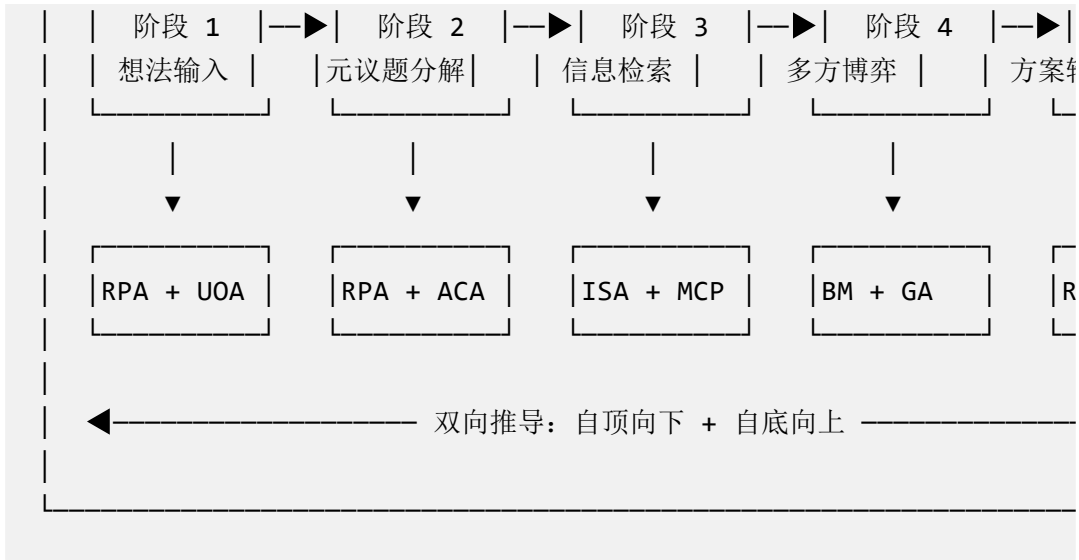 阶段 1 阶段 2 阶段 3 阶段 4
想法输入 元议题分解 信息检索 多方博弈 方案
RPA + UOA RPA + ACA ISA + MCP BM + GA
双向推导：自顶向下 + 自底向上